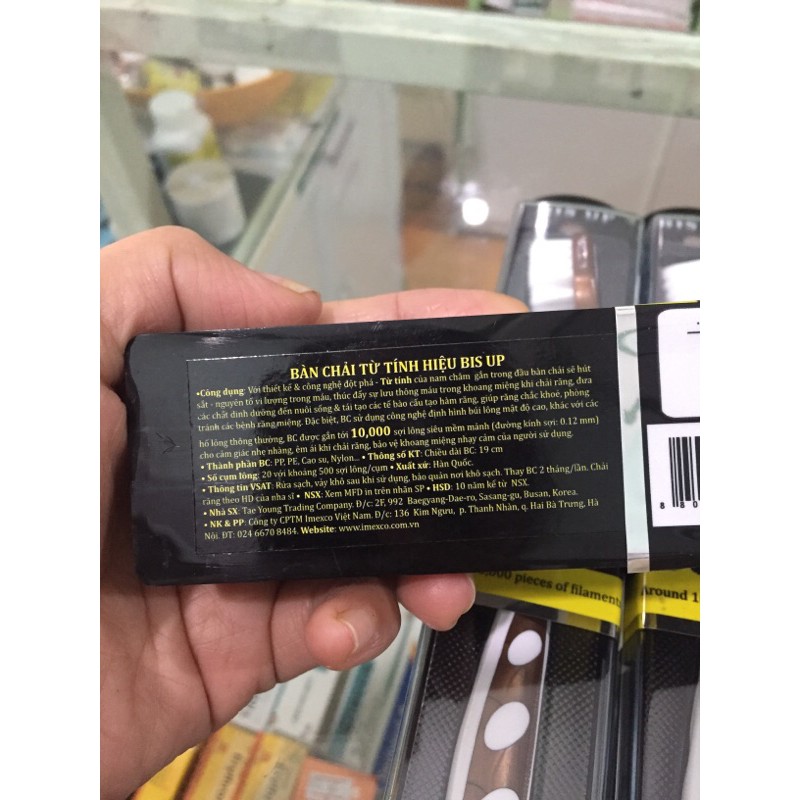 BÀN CHẢI TỪ TÍNH HIỆU BIS UP
•Công dụng: Với thiết kế & công nghệ đột phá - Từ tính của nam châm gắn trong đầu bàn chải sẽ hút
sắt - nguyên tố vi lượng trong máu, thúc đẩy sự lưu thông máu trong khoang miệng khi chải răng, đưa
các chất dinh dưỡng đến nuôi sống & tái tạo các tế bào cấu tạo hàm răng, giúp răng chắc khoẻ, phòng
tránh các bệnh răng,miệng. Đặc biệt, BC sử dụng công nghệ định hình búi lông mật độ cao, khác với các
hố lông thông thường, BC được gắn tới 10,000 sợi lông siêu mềm mảnh (đường kính sợi: 0.12 mm)
cho cảm giác nhẹ nhàng, êm ái khi chải răng, bảo vệ khoang miệng nhạy cảm của người sử dụng.
• Thành phần BC: PP, PE, Cao su, Nylon... • Thông số KT: Chiều dài BC: 19 cm
• Số cụm lông: 20 với khoảng 500 sợi lông/cụm • Xuất xứ: Hàn Quốc.
• Thông tin VSAT: Rửa sạch, vảy khô sau khi sử dụng, bảo quản nơi khô sạch. Thay BC 2 tháng/lần. Chải
răng theo HD của nha sĩ • NSX: Xem MFD in trên nhãn SP • HSD: 10 năm kể từ NSX.
• Nhà SX: Tae Young Trading Company. Đ/c: 2F, 992 Baegyang-Dae-ro, Sasang-gu, Busan, Korea.
• NK & PP: Công ty CPTM Imexco Việt Nam. Đ/c: 136 Kim Ngưu, p. Thanh Nhàn, q. Hai Bà Trưng, Hà
Nội. ĐT: 024 6670 8484. Website: www.imexco.com.vn
8 80
,000 pieces of filament
Around 1